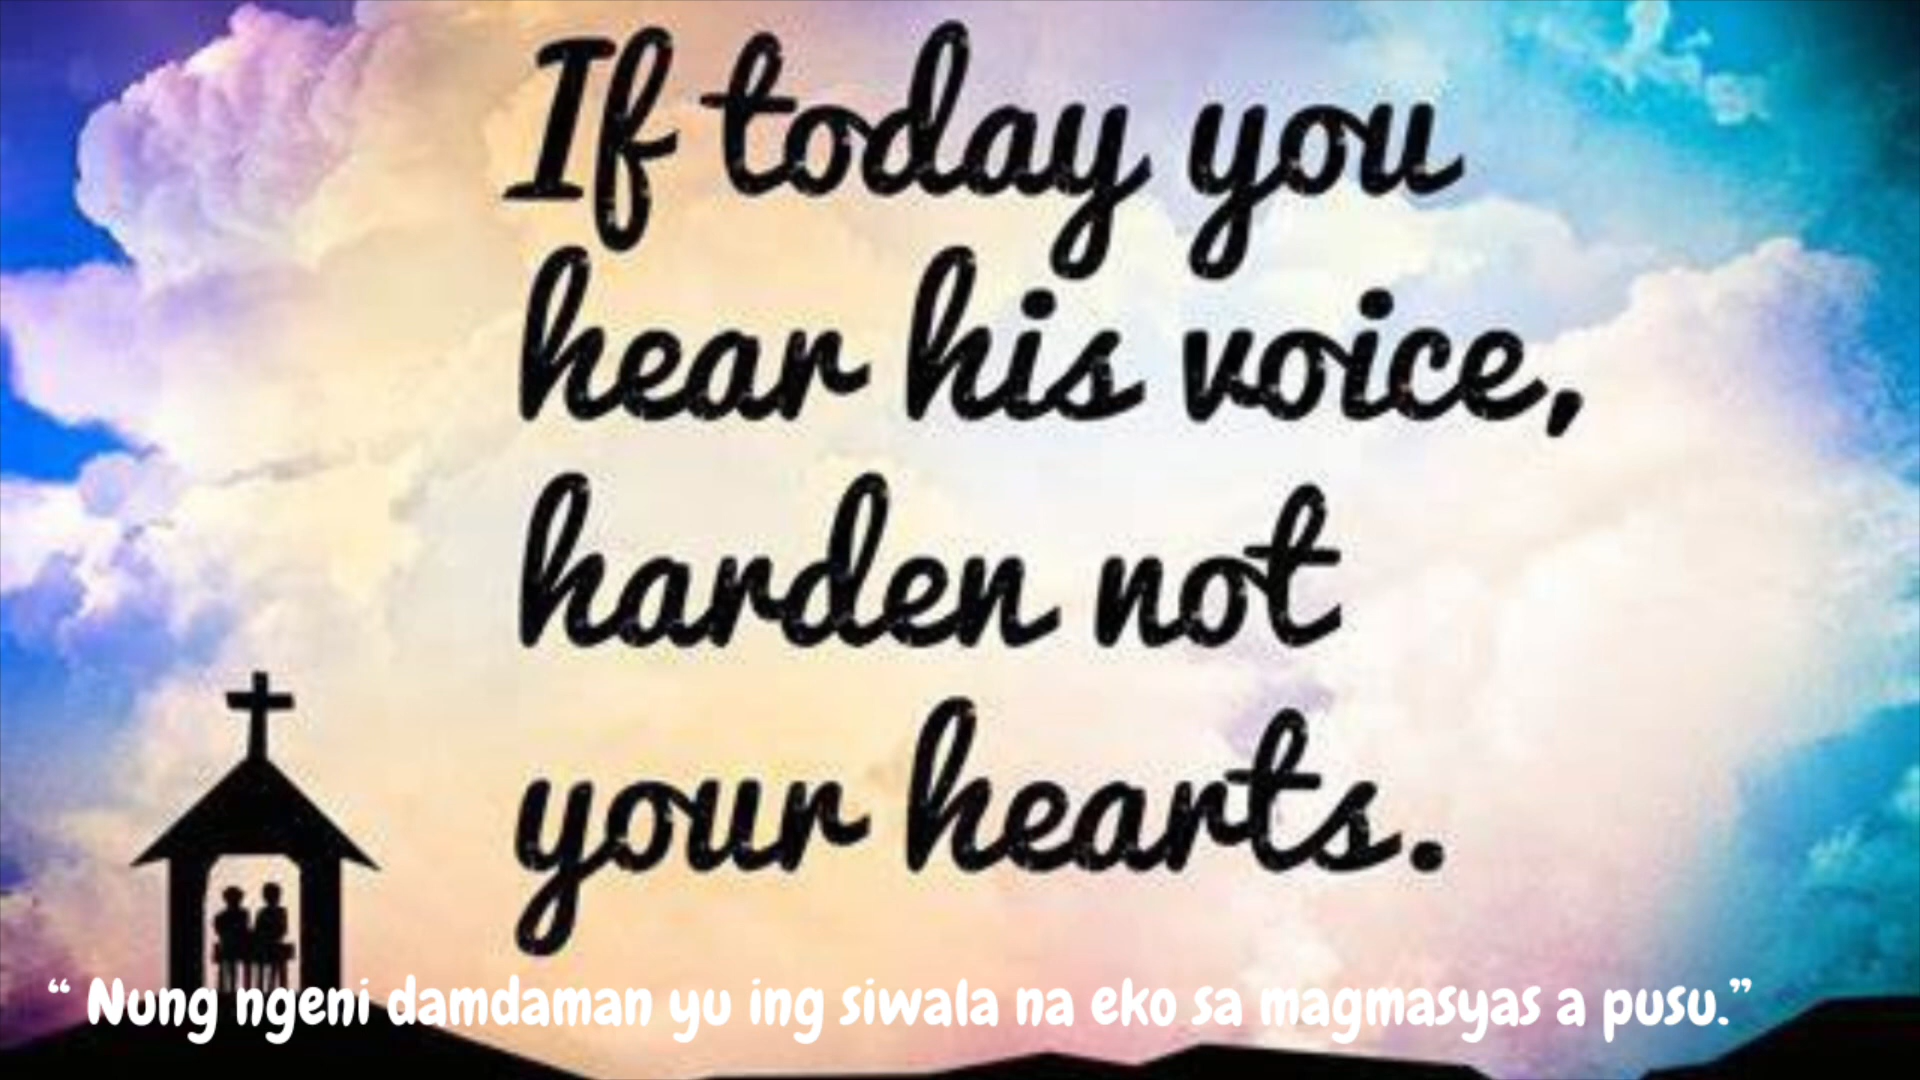 If today you
hear his voice,
harden not
your hearts.
“ Nung ngeni damdaman yu ing siwala na eko sa magmasyas a pusu.”